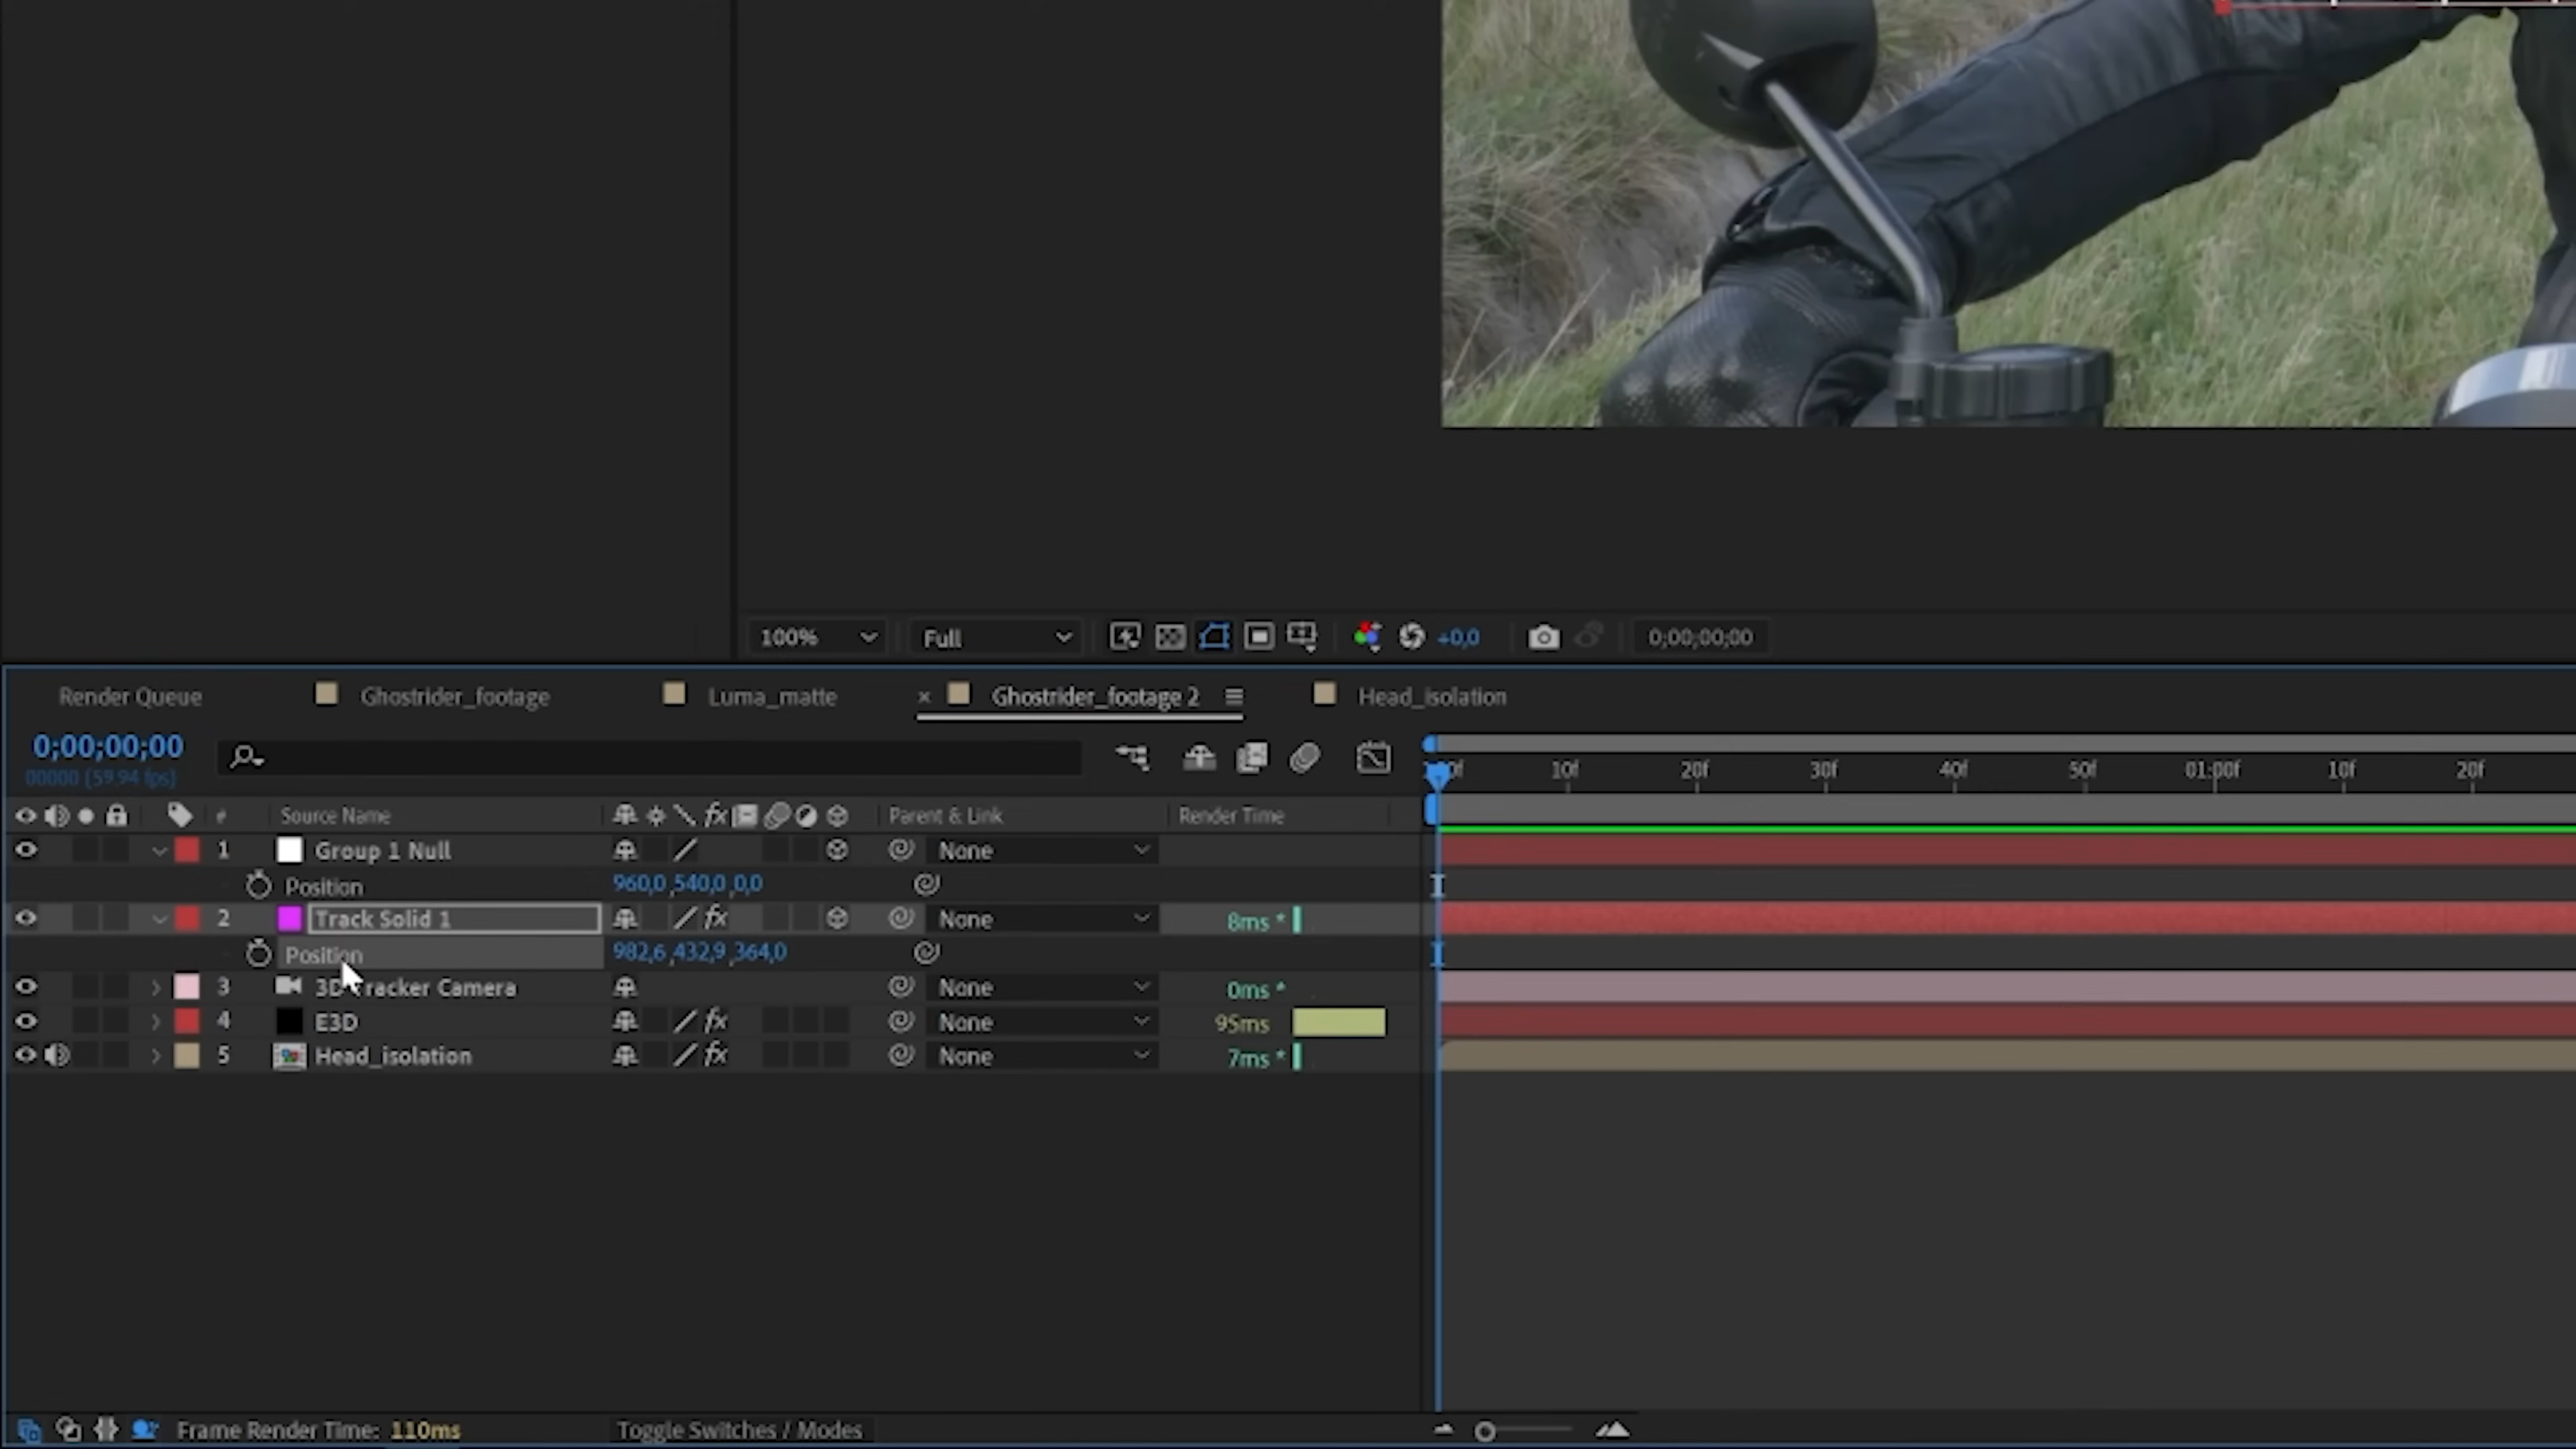 100% Full +0,0 0;00;00;00
Render Queue Ghostrider_footage Luma_matte × Ghostrider_footage 2 Head_isolation
0;00;00;00
00000 (59.94 fps)
10f 20f 30f 40f 50f 01:00f 10f 20f
# Source Name fx Parent & Link Render Time
1 Group 1 Null None
Position 960,0,540,0,0,0
2 Track Solid 1 fx None 8ms *
Position 982,6,432,9,364,0
3 3D Tracker Camera None 0ms *
4 E3D fx None 95ms
5 Head_isolation fx None 7ms *
Frame Render Time: 110ms Toggle Switches / Modes